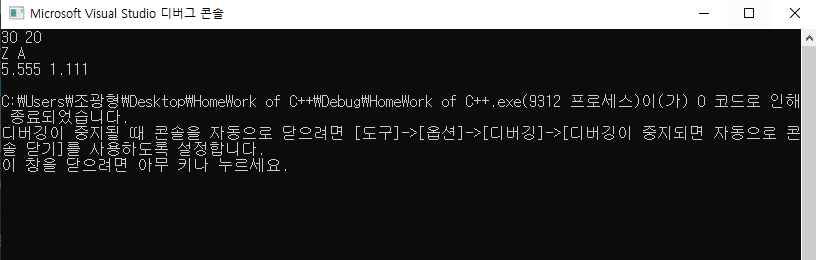 Microsoft Visual Studio 디버그 콘솔
30 20
Z A
5.555 1.111
C:₩Users₩조광형₩Desktop₩HomeWork of C++₩Debug₩HomeWork of C++.exe(9312 프로세스)이(가) 0 코드로 인해
종료되었습니다.
디버깅이 중지될 때 콘솔을 자동으로 닫으려면 [도구]->[옵션]->[디버깅]->[디버깅이 중지되면 자동으로 콘
솔 닫기]를 사용하도록 설정합니다.
이 창을 닫으려면 아무 키나 누르세요.